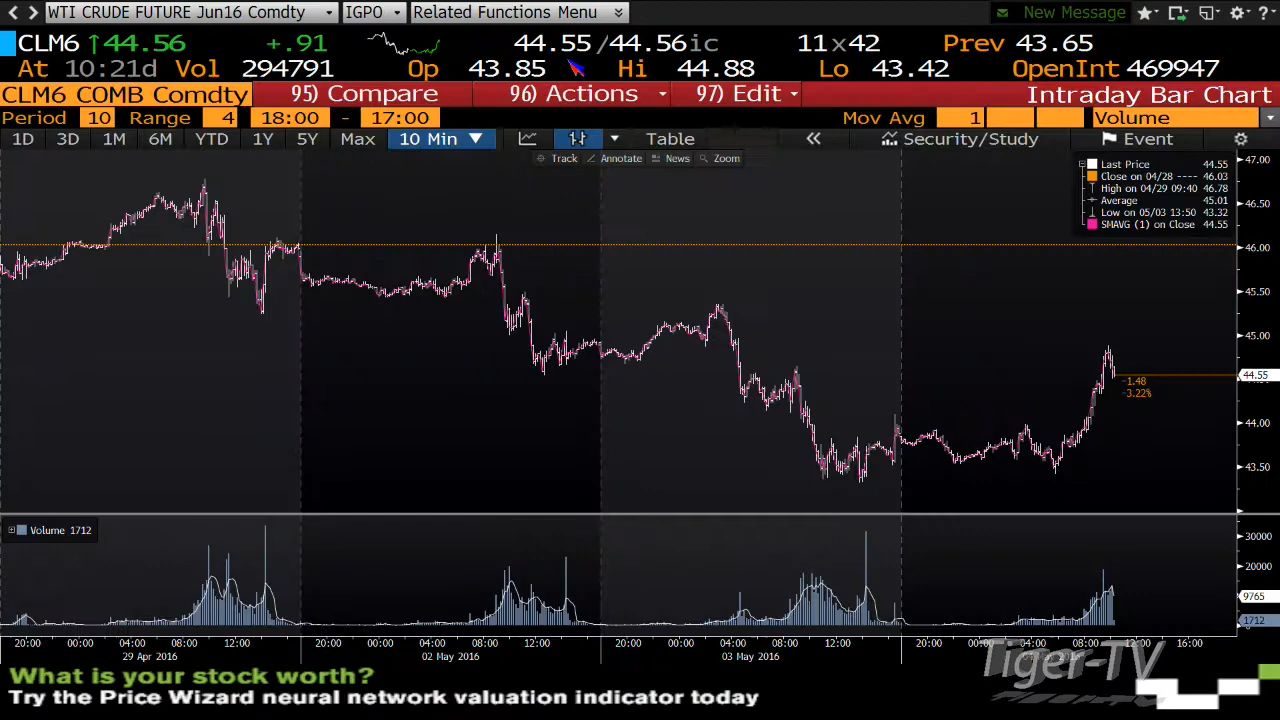 WTI CRUDE FUTURE Jun16 Comdty IGPO Related Functions Menu New Message ?
CLM6 ↑44.56 +.91 44.55/44.56ic 11x42 Prev 43.65
At 10:21d Vol 294791 Op 43.85 Hi 44.88 Lo 43.42 OpenInt 469947
CLM6 COMB Comdty 95) Compare 96) Actions 97) Edit Intraday Bar Chart
Period 10 Range 4 18:00 - 17:00 Mov Avg 1 Volume
1D 3D 1M 6M YTD 1Y 5Y Max 10 Min Table Security/Study Event
Track Annotate News Zoom
Last Price 44.55
Close on 04/28 ---- 46.03
High on 04/29 09:40 46.78
Average 45.01
Low on 05/03 13:50 43.32
SMAVG (1) on Close 44.55
47.00
46.50
46.00
45.50
45.00
44.55
-1.48
-3.22%
44.00
43.50
Volume 1712
30000
20000
9765
1712
20:00 00:00 04:00 08:00 12:00 20:00 00:00 04:00 08:00 12:00 20:00 00:00 04:00 08:00 12:00 20:00 00:00 04:00 08:00 12:00 16:00
29 Apr 2016 02 May 2016 03 May 2016
Tiger-TV
What is your stock worth?
Try the Price Wizard neural network valuation indicator today